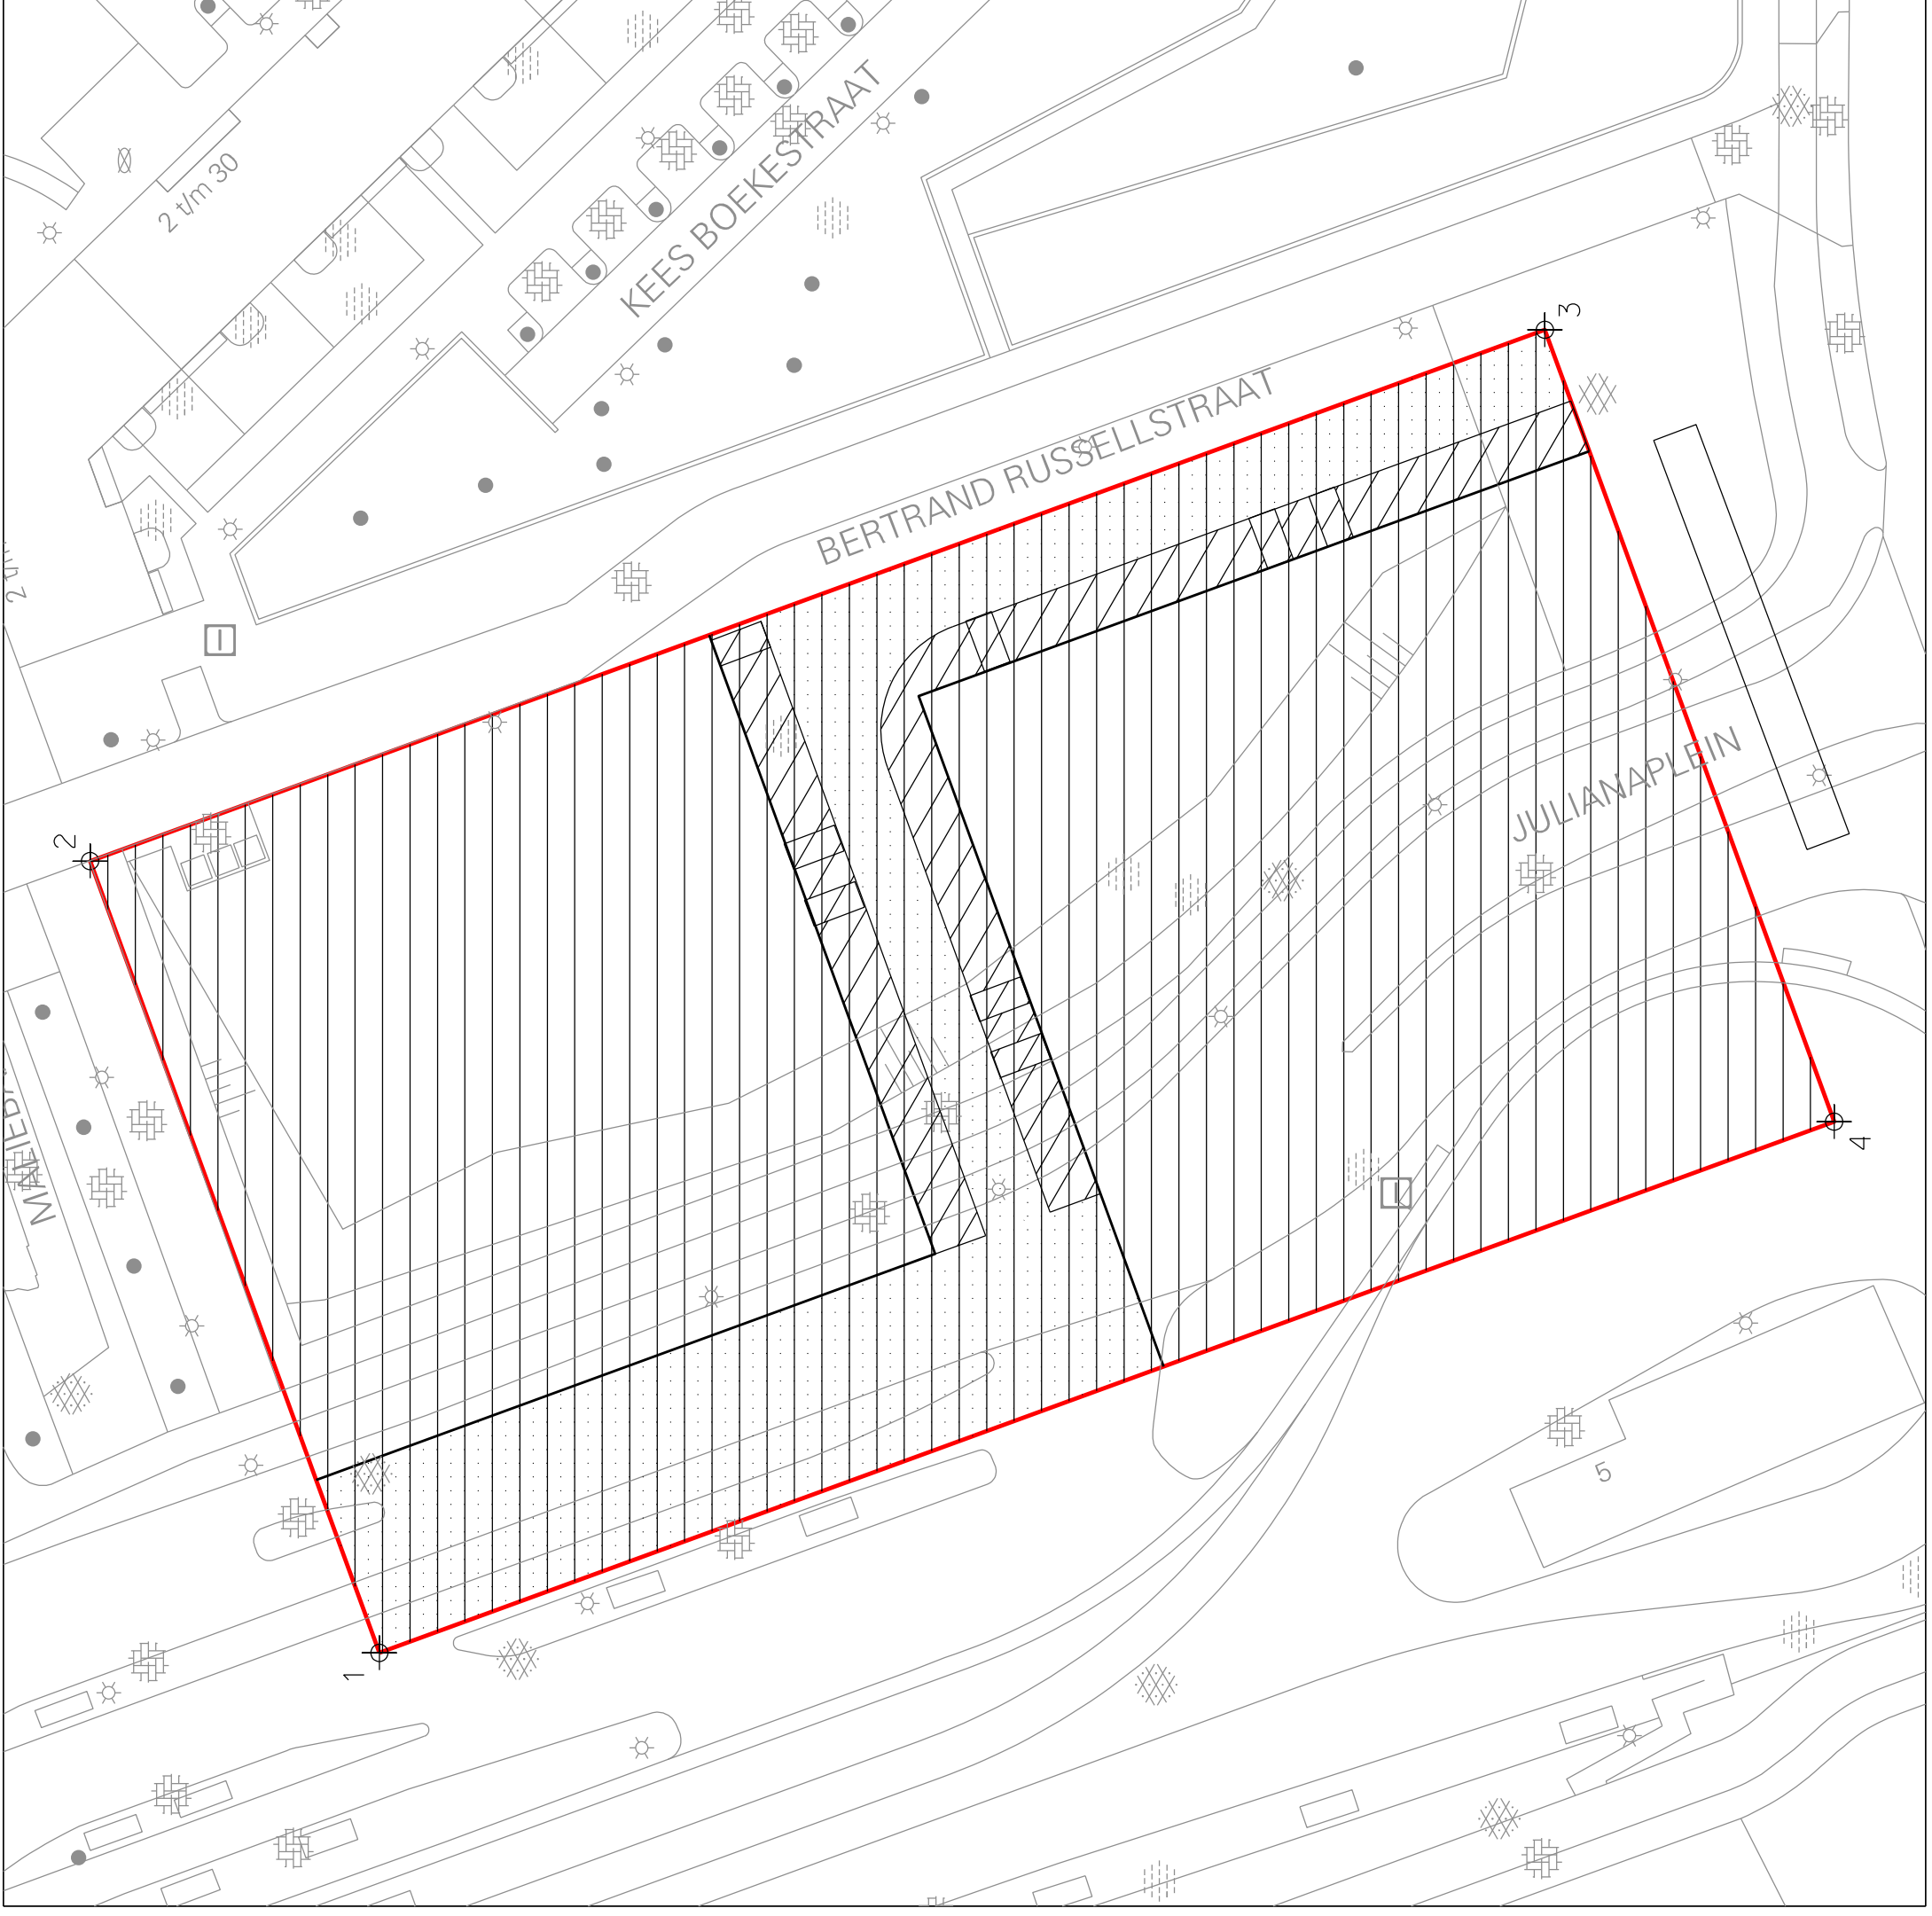 2 t/m 30
KEES BOEKESTRAAT
BERTRAND RUSSELLSTRAAT
3
2
JULIANAPLEIN
4
5
1